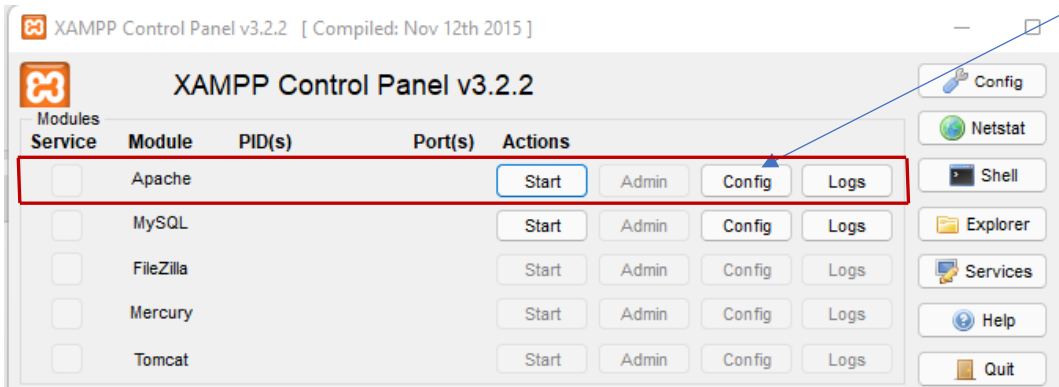 XAMPP Control Panel v3.2.2 [ Compiled: Nov 12th 2015 ]
XAMPP Control Panel v3.2.2
Config
Modules
Service Module PID(s) Port(s) Actions
Netstat
Apache Start Admin Config Logs
Shell
MySQL Start Admin Config Logs
Explorer
FileZilla Start Admin Config Logs
Services
Mercury Start Admin Config Logs
Help
Tomcat Start Admin Config Logs
Quit